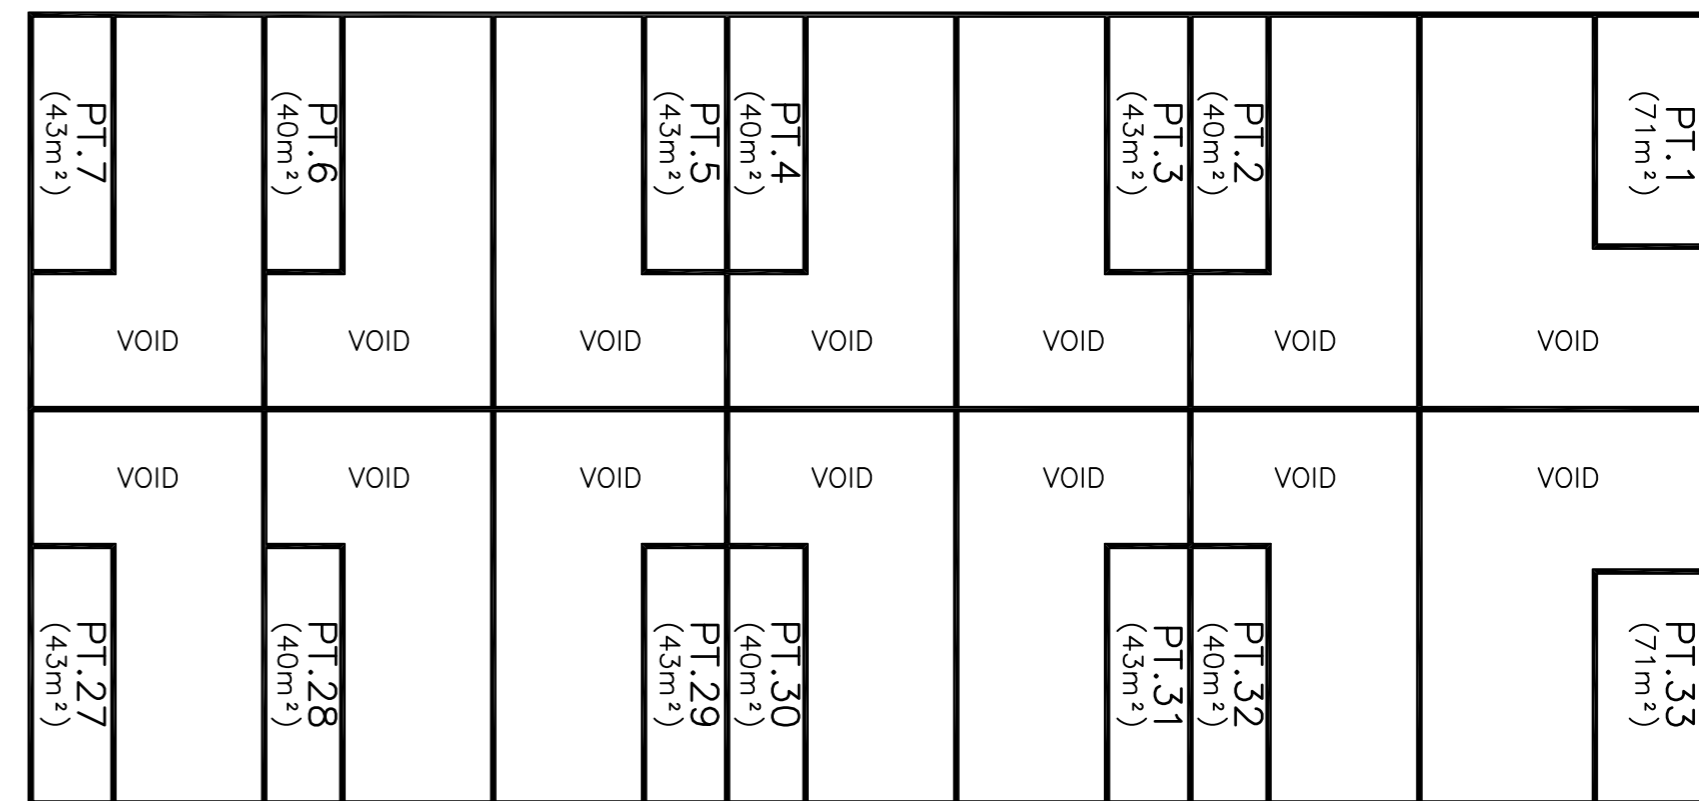 PT.7
(43m²)
PT.6
(40m²)
PT.5
(43m²)
PT.4
(40m²)
PT.3
(43m²)
PT.2
(40m²)
PT.1
(71m²)
VOID
VOID
VOID
VOID
VOID
VOID
VOID
VOID
VOID
VOID
VOID
VOID
VOID
VOID
PT.27
(43m²)
PT.28
(40m²)
PT.29
(43m²)
PT.30
(40m²)
PT.31
(43m²)
PT.32
(40m²)
PT.33
(71m²)